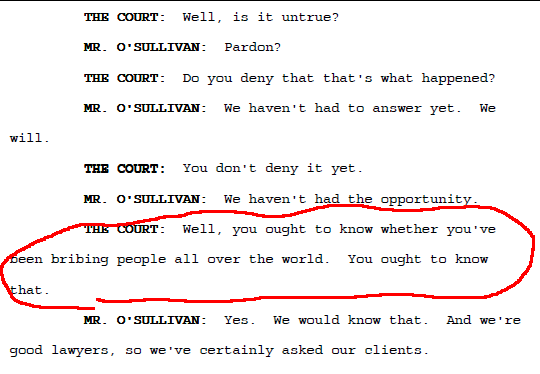 THE COURT: Well, is it untrue?
MR. O'SULLIVAN: Pardon?
THE COURT: Do you deny that that's what happened?
MR. O'SULLIVAN: We haven't had to answer yet. We
will.
THE COURT: You don't deny it yet.
MR. O'SULLIVAN: We haven't had the opportunity.
THE COURT: Well, you ought to know whether you've
been bribing people all over the world. You ought to know
that.
MR. O'SULLIVAN: Yes. We would know that. And we're
good lawyers, so we've certainly asked our clients.